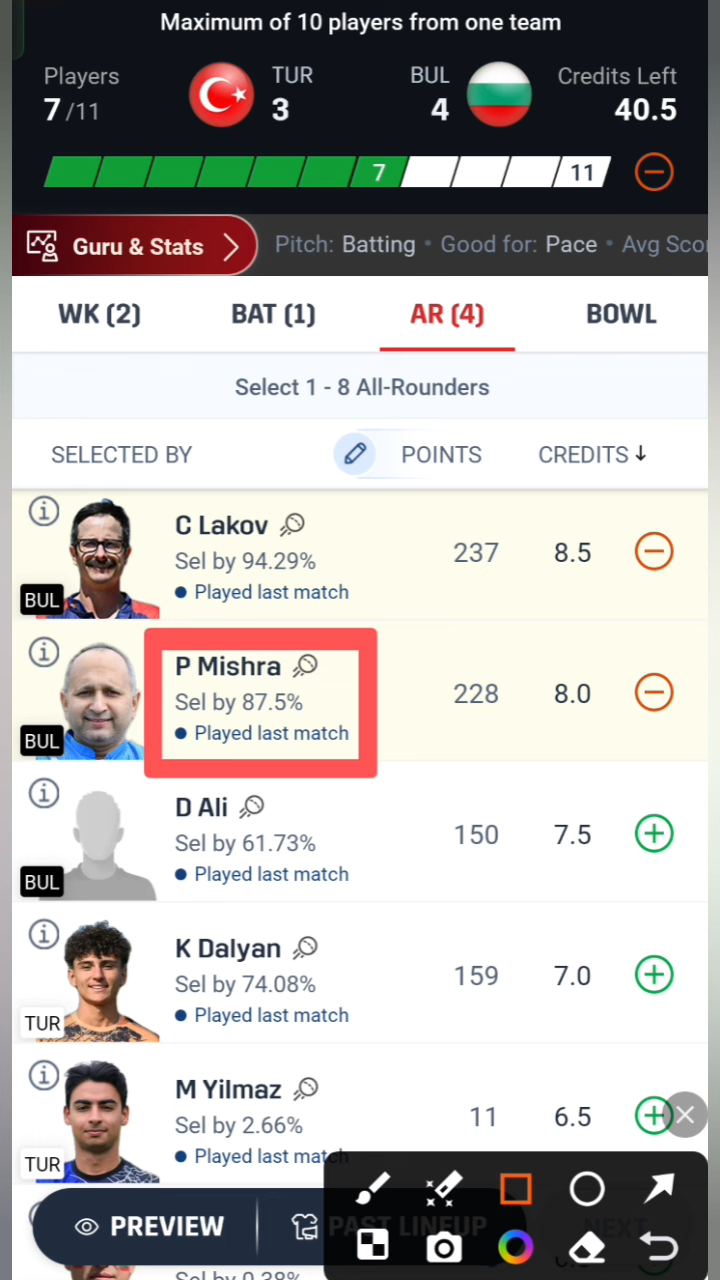 Maximum of 10 players from one team
Players TUR BUL Credits Left
7/11 3 4 40.5
7 11
Guru & Stats Pitch: Batting • Good for: Pace • Avg Sco
WK (2) BAT (1) AR (4) BOWL
Select 1 - 8 All-Rounders
SELECTED BY POINTS CREDITS ↓
C Lakov
Sel by 94.29% 237 8.5
• Played last match
BUL
P Mishra
Sel by 87.5% 228 8.0
• Played last match
BUL
D Ali
Sel by 61.73% 150 7.5
• Played last match
BUL
K Dalyan
Sel by 74.08% 159 7.0
• Played last match
TUR
M Yilmaz
Sel by 2.66% 11 6.5
• Played last match
TUR
PREVIEW PAST LINEUP NEXT
Sel by 0.38%